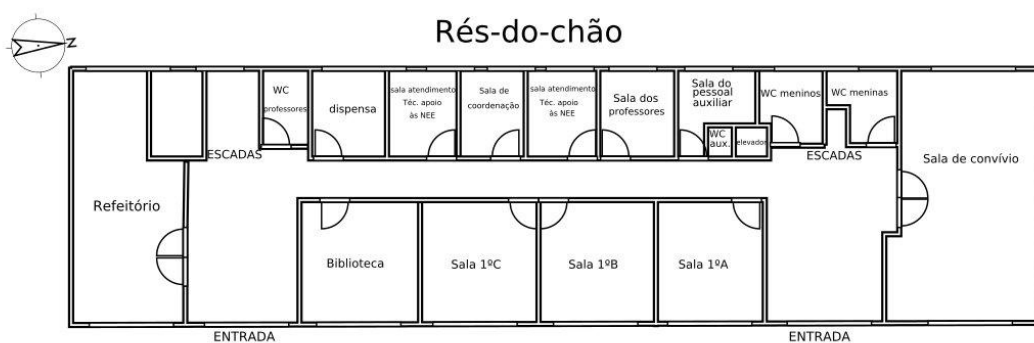 Rés-do-chão
N
WC
professores
dispensa
sala atendimento
Téc. apoio
às NEE
Sala de
coordenação
sala atendimento
Téc. apoio
às NEE
Sala dos
professores
Sala do
pessoal
auxiliar
WC
aux.
elevador
WC meninos
WC meninas
ESCADAS
ESCADAS
Sala de convívio
Refeitório
Biblioteca
Sala 1ºC
Sala 1ºB
Sala 1ºA
ENTRADA
ENTRADA